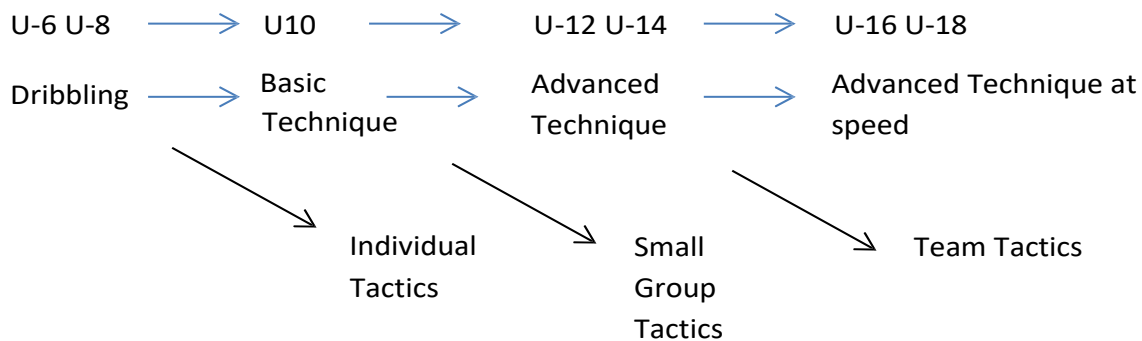 U-6 U-8 U10 U-12 U-14 U-16 U-18
Dribbling
Basic
Technique
Advanced
Technique
Advanced Technique at
speed
Individual
Tactics
Small
Group
Tactics
Team Tactics